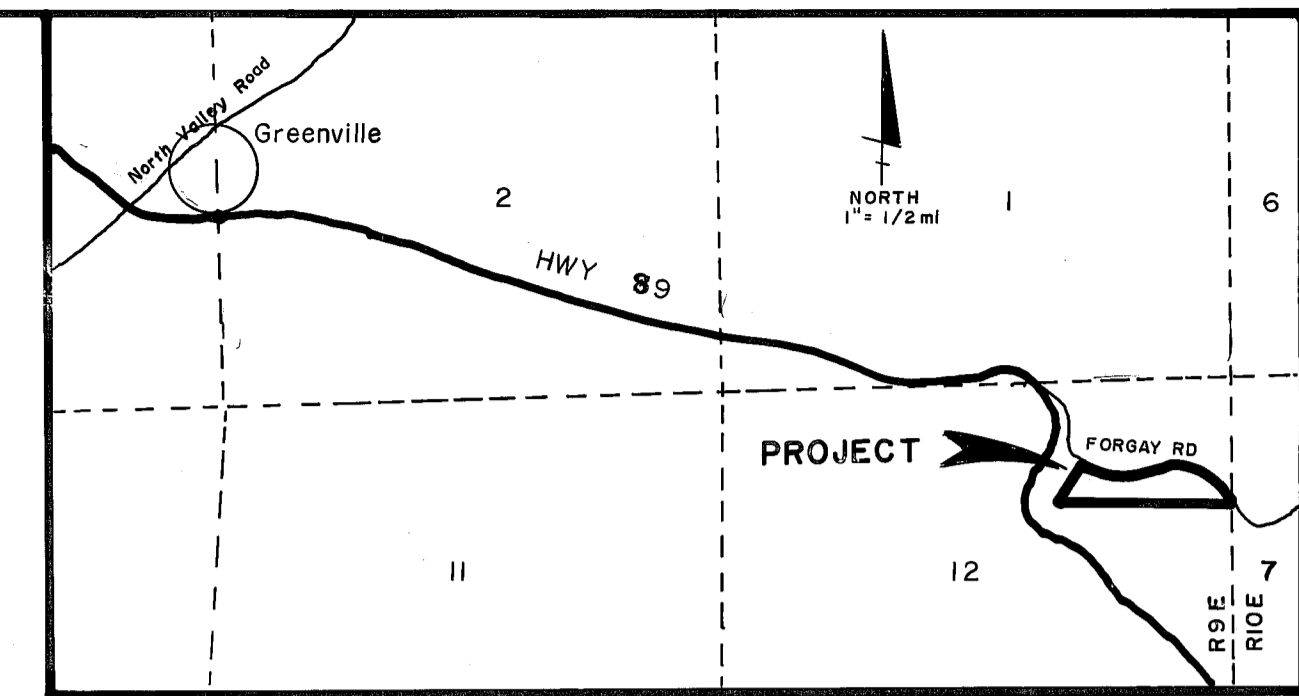 North Valley Road
Greenville
2
NORTH
1"= 1/2 mi
1
6
HWY 89
PROJECT
FORGAY RD
11
12
7
R9E
R10E